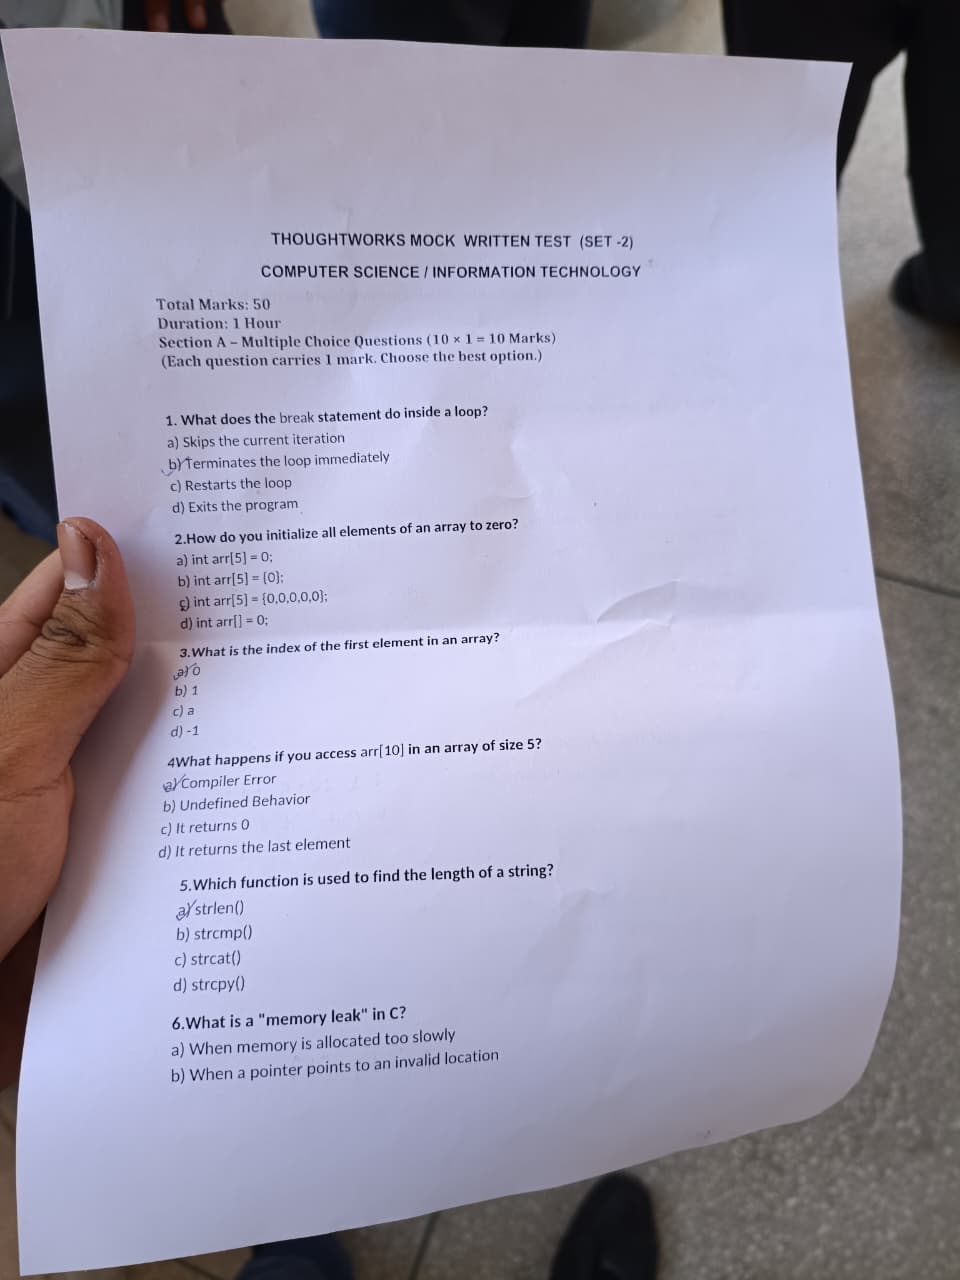 THOUGHTWORKS MOCK WRITTEN TEST (SET -2)
COMPUTER SCIENCE / INFORMATION TECHNOLOGY
Total Marks: 50
Duration: 1 Hour
Section A – Multiple Choice Questions (10 × 1 = 10 Marks)
(Each question carries 1 mark. Choose the best option.)
1. What does the break statement do inside a loop?
a) Skips the current iteration
b) Terminates the loop immediately
c) Restarts the loop
d) Exits the program
2.How do you initialize all elements of an array to zero?
a) int arr[5] = 0;
b) int arr[5] = {0};
c) int arr[5] = {0,0,0,0,0};
d) int arr[] = 0;
3.What is the index of the first element in an array?
a) 0
b) 1
c) a
d) -1
4What happens if you access arr[10] in an array of size 5?
a) Compiler Error
b) Undefined Behavior
c) It returns 0
d) It returns the last element
5.Which function is used to find the length of a string?
a) strlen()
b) strcmp()
c) strcat()
d) strcpy()
6.What is a "memory leak" in C?
a) When memory is allocated too slowly
b) When a pointer points to an invalid location